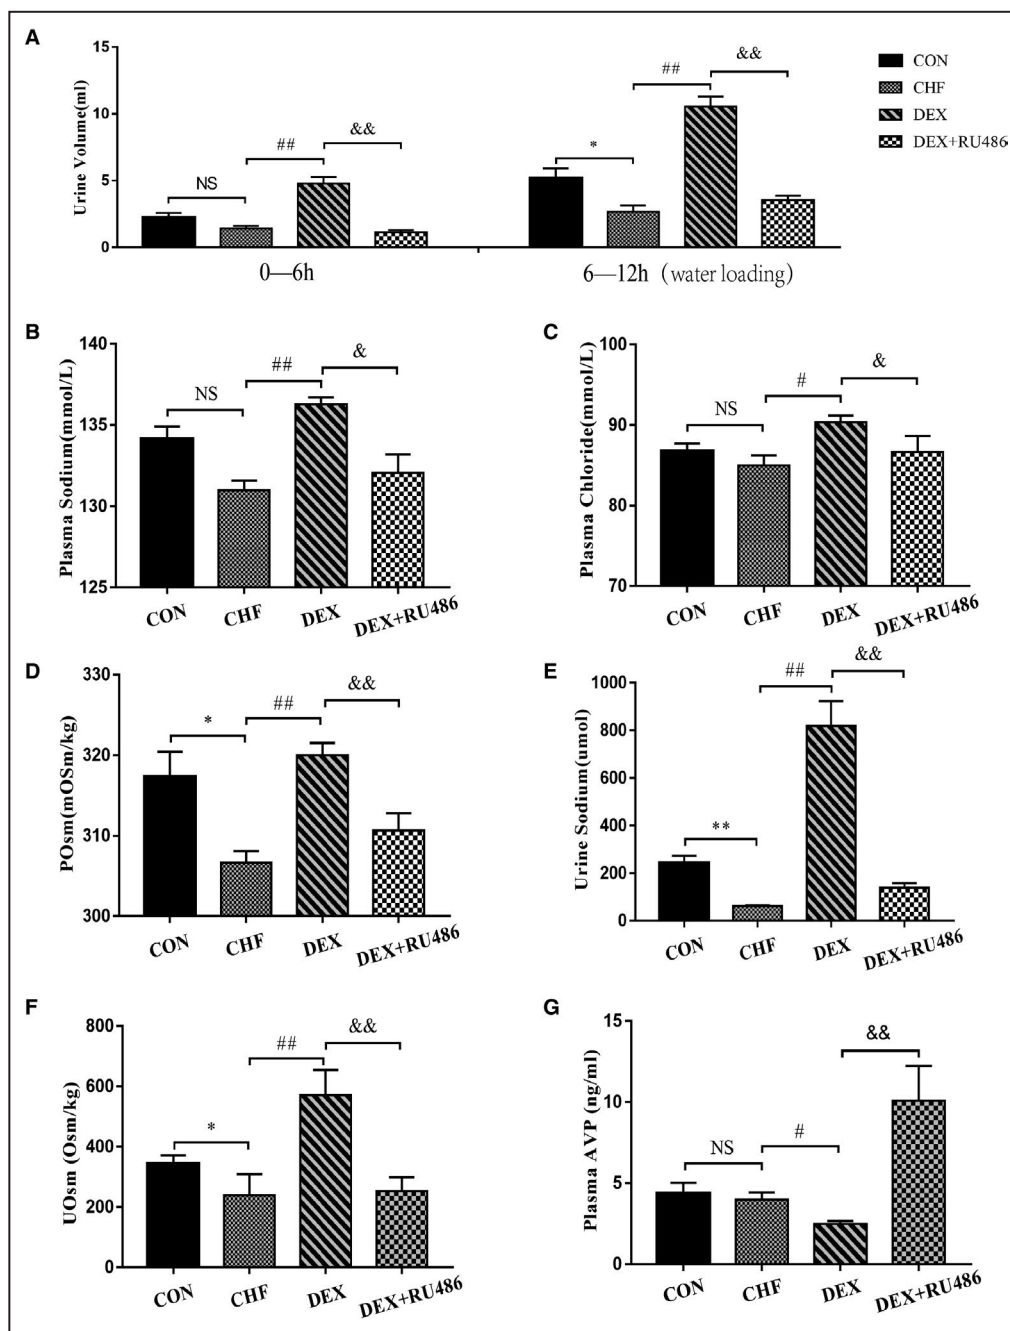 A
Urine Volume(ml)
15
10
5
0
NS
##
&&
*
##
&&
0—6h
6—12h (water loading)
CON
CHF
DEX
DEX+RU486
B
Plasma Sodium(mmol/L)
140
135
130
125
NS
##
&
CON
CHF
DEX
DEX+RU486
C
Plasma Chloride(mmol/L)
100
90
80
70
NS
#
&
CON
CHF
DEX
DEX+RU486
D
POsm(mOSm/kg)
330
320
310
300
*
##
&&
CON
CHF
DEX
DEX+RU486
E
Urine Sodium(umol)
1000
800
600
400
200
0
**
##
&&
CON
CHF
DEX
DEX+RU486
F
UOsm (Osm/kg)
800
600
400
200
0
*
##
&&
CON
CHF
DEX
DEX+RU486
G
Plasma AVP (ng/ml)
15
10
5
0
NS
#
&&
CON
CHF
DEX
DEX+RU486